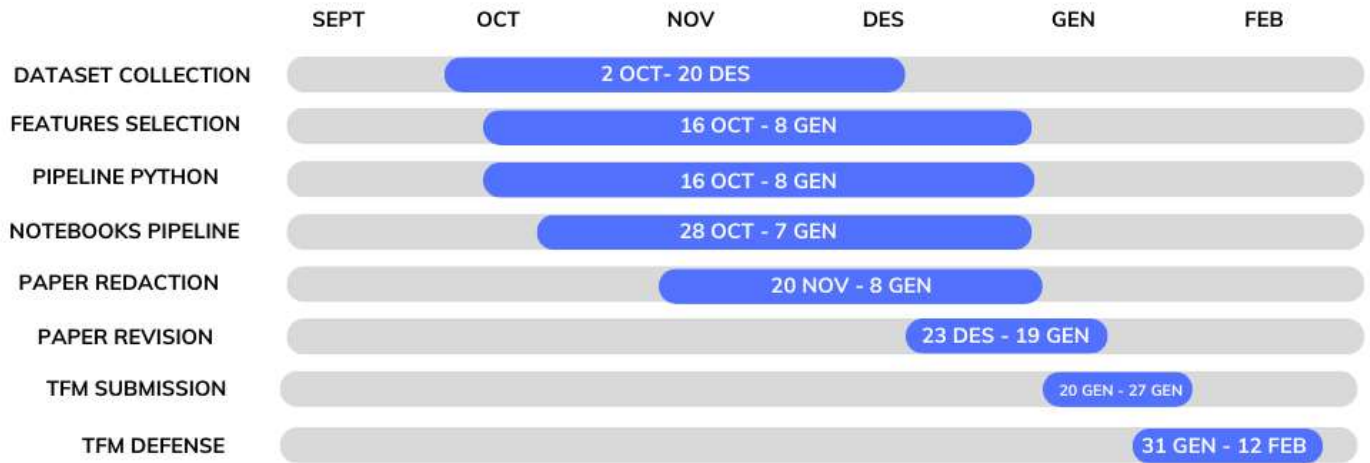 SEPT OCT NOV DES GEN FEB
DATASET COLLECTION 2 OCT- 20 DES
FEATURES SELECTION 16 OCT - 8 GEN
PIPELINE PYTHON 16 OCT - 8 GEN
NOTEBOOKS PIPELINE 28 OCT - 7 GEN
PAPER REDACTION 20 NOV - 8 GEN
PAPER REVISION 23 DES - 19 GEN
TFM SUBMISSION 20 GEN - 27 GEN
TFM DEFENSE 31 GEN - 12 FEB